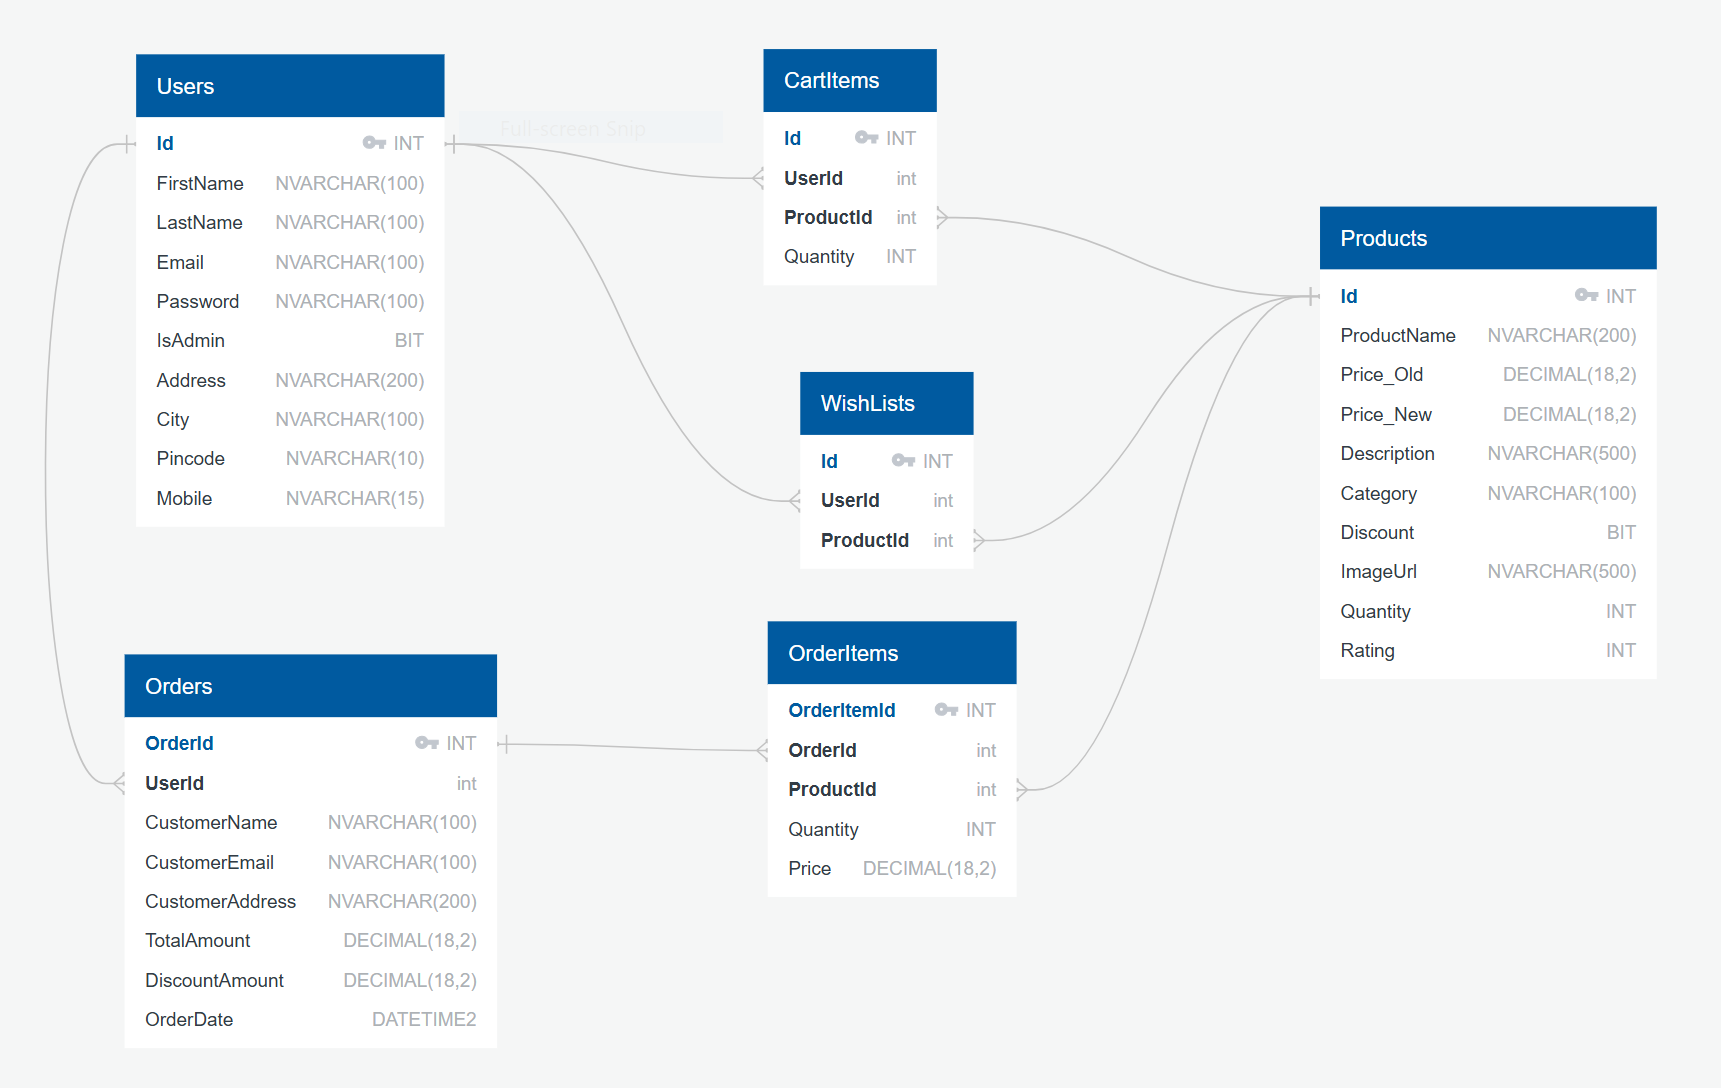 Users
Id INT
FirstName NVARCHAR(100)
LastName NVARCHAR(100)
Email NVARCHAR(100)
Password NVARCHAR(100)
IsAdmin BIT
Address NVARCHAR(200)
City NVARCHAR(100)
Pincode NVARCHAR(10)
Mobile NVARCHAR(15)
Full-screen Snip
CartItems
Id INT
UserId int
ProductId int
Quantity INT
Products
Id INT
ProductName NVARCHAR(200)
Price_Old DECIMAL(18,2)
Price_New DECIMAL(18,2)
Description NVARCHAR(500)
Category NVARCHAR(100)
Discount BIT
ImageUrl NVARCHAR(500)
Quantity INT
Rating INT
WishLists
Id INT
UserId int
ProductId int
Orders
OrderId INT
UserId int
CustomerName NVARCHAR(100)
CustomerEmail NVARCHAR(100)
CustomerAddress NVARCHAR(200)
TotalAmount DECIMAL(18,2)
DiscountAmount DECIMAL(18,2)
OrderDate DATETIME2
OrderItems
OrderItemId INT
OrderId int
ProductId int
Quantity INT
Price DECIMAL(18,2)